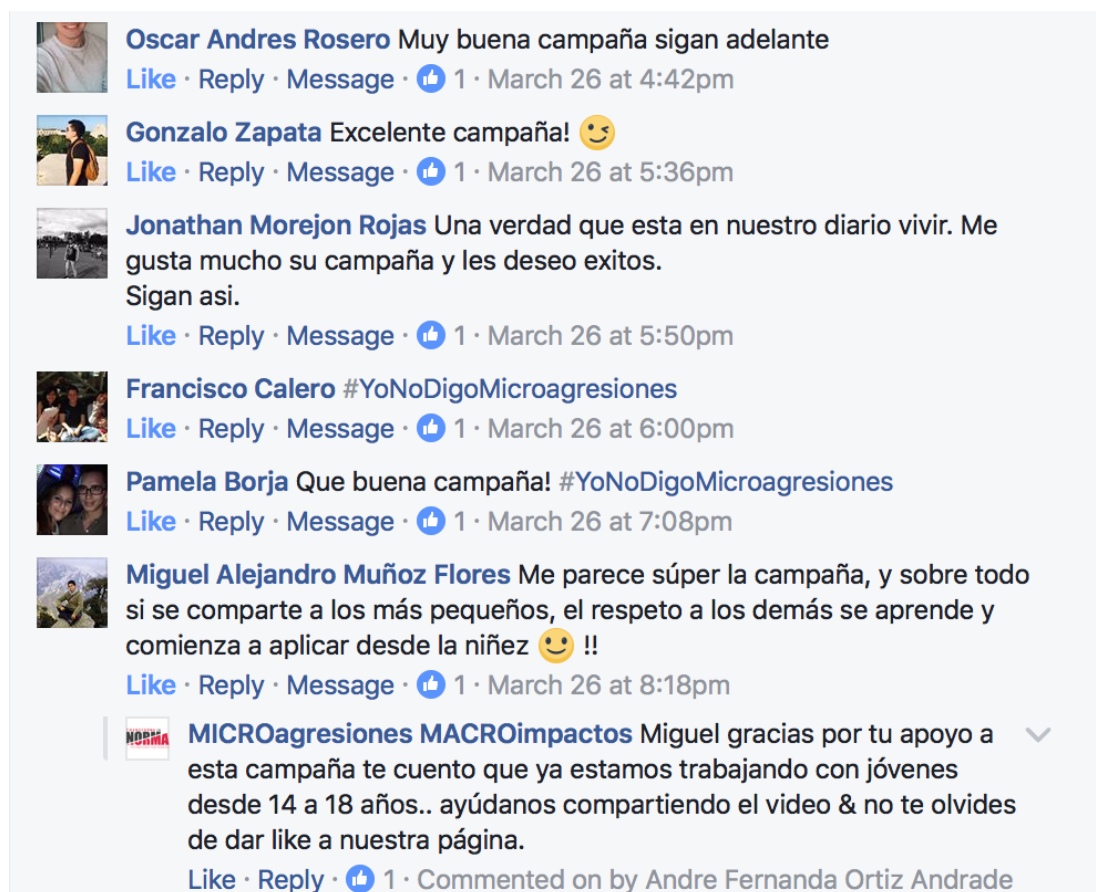 Oscar Andres Rosero Muy buena campaña sigan adelante
Like · Reply · Message · 1 · March 26 at 4:42pm
Gonzalo Zapata Excelente campaña! 😉
Like · Reply · Message · 1 · March 26 at 5:36pm
Jonathan Morejon Rojas Una verdad que esta en nuestro diario vivir. Me
gusta mucho su campaña y les deseo exitos.
Sigan asi.
Like · Reply · Message · 1 · March 26 at 5:50pm
Francisco Calero #YoNoDigoMicroagresiones
Like · Reply · Message · 1 · March 26 at 6:00pm
Pamela Borja Que buena campaña! #YoNoDigoMicroagresiones
Like · Reply · Message · 1 · March 26 at 7:08pm
Miguel Alejandro Muñoz Flores Me parece súper la campaña, y sobre todo
si se comparte a los más pequeños, el respeto a los demás se aprende y
comienza a aplicar desde la niñez 🙂 !!
Like · Reply · Message · 1 · March 26 at 8:18pm
NORMA
MICROagresiones MACROimpactos Miguel gracias por tu apoyo a
esta campaña te cuento que ya estamos trabajando con jóvenes
desde 14 a 18 años.. ayúdanos compartiendo el video & no te olvides
de dar like a nuestra página.
Like · Reply · 1 · Commented on by Andre Fernanda Ortiz Andrade